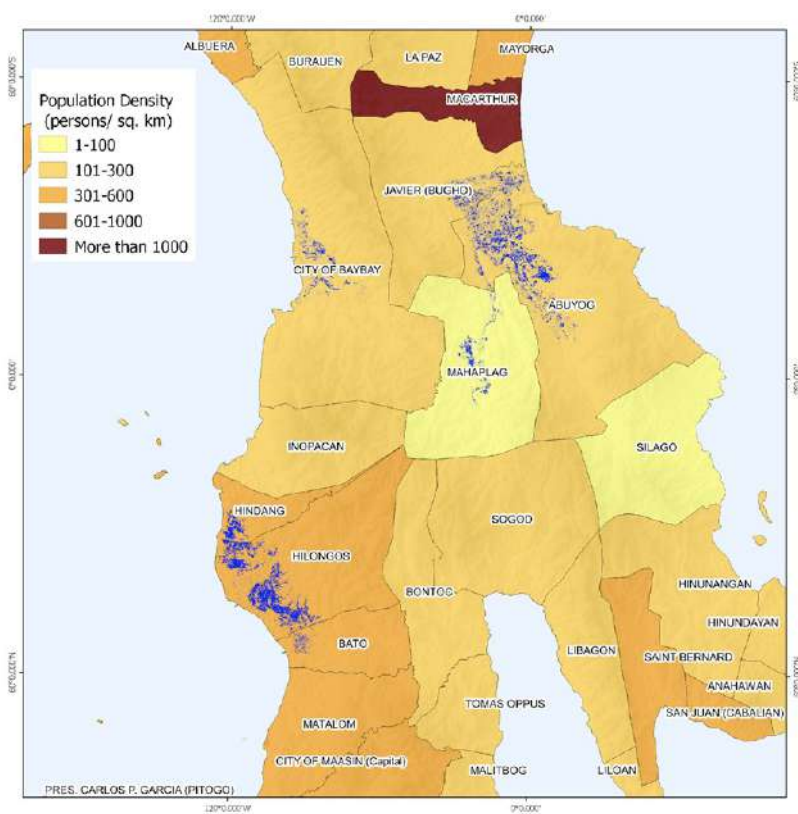 120°0.000'W
0°0.000'
ALBUERA
BURAUEN
LA PAZ
MAYORGA
Population Density
(persons/ sq. km)
1-100
101-300
301-600
601-1000
More than 1000
MACARTHUR
JAVIER (BUGHO)
CITY OF BAYBAY
ABUYOG
0°0.000'
MAHAPLAG
INOPACAN
SILAGO
HINDANG
SOGOD
HILONGOS
BONTOC
HINUNANGAN
HINUNDAYAN
BATO
LIBAGON
SAINT BERNARD
ANAHAWAN
TOMAS OPPUS
SAN JUAN (CABALIAN)
MATALOM
CITY OF MAASIN (Capital)
MALITBOG
LILOAN
PRES. CARLOS P. GARCIA (PITOGO)
120°0.000'W
0°0.000'